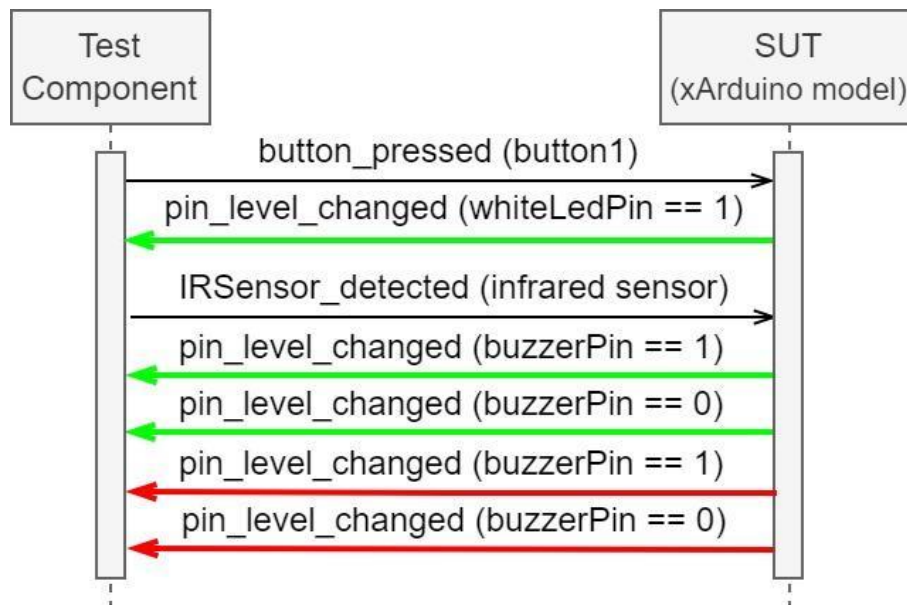 Test
Component
SUT
(xArduino model)
button_pressed (button1)
pin_level_changed (whiteLedPin == 1)
IRSensor_detected (infrared sensor)
pin_level_changed (buzzerPin == 1)
pin_level_changed (buzzerPin == 0)
pin_level_changed (buzzerPin == 1)
pin_level_changed (buzzerPin == 0)